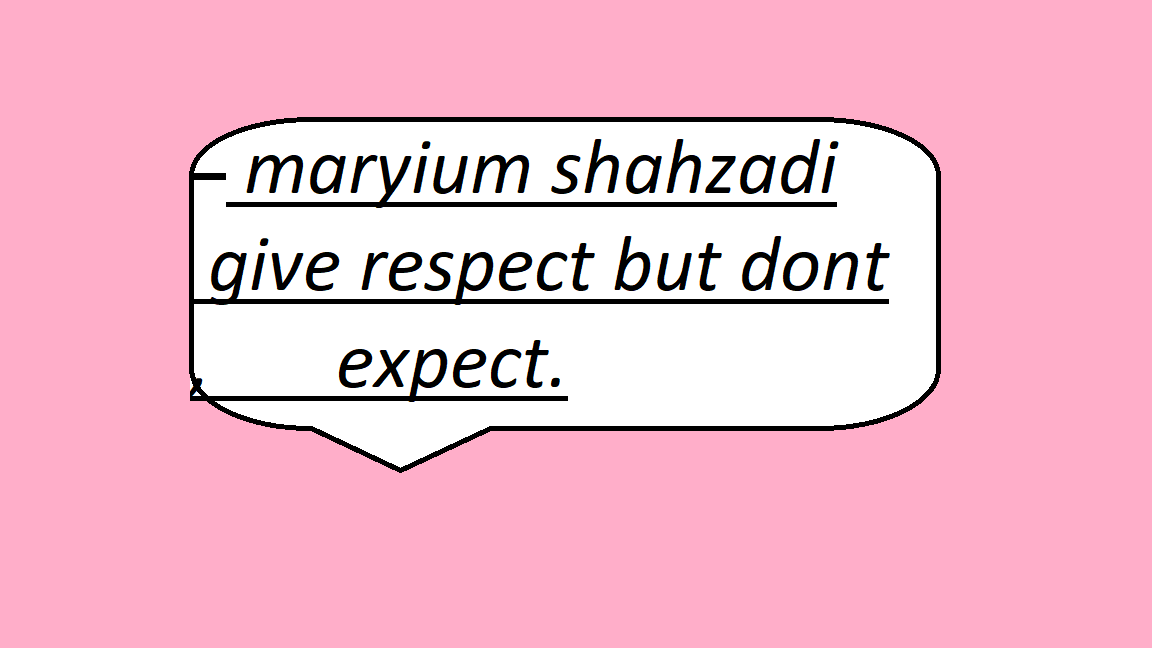 – maryium shahzadi
give respect but dont
, expect.